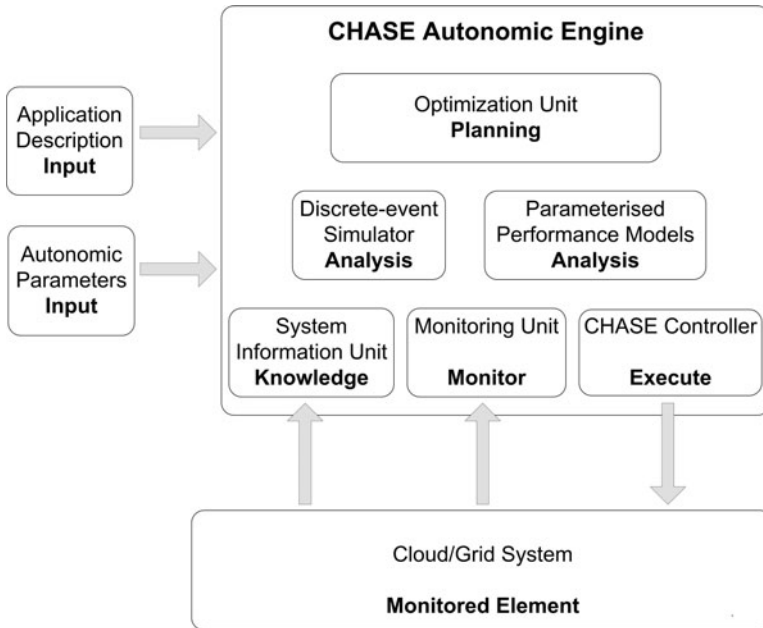 CHASE Autonomic Engine
Application
Description
Input
Optimization Unit
Planning
Autonomic
Parameters
Input
Discrete-event
Simulator
Analysis
Parameterised
Performance Models
Analysis
System
Information Unit
Knowledge
Monitoring Unit
Monitor
CHASE Controller
Execute
Cloud/Grid System
Monitored Element